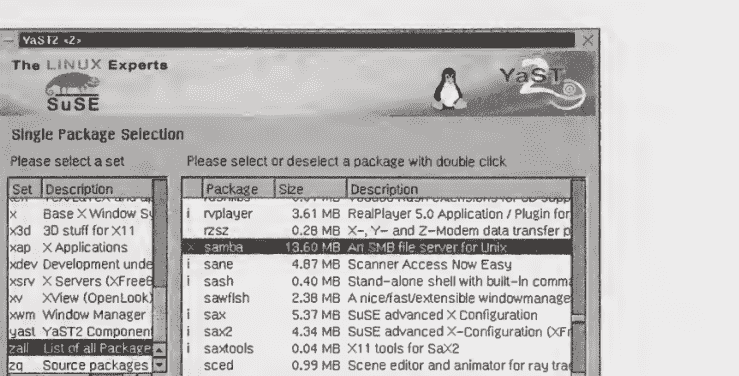 YaST2 <2>
The LINUX Experts
SuSE
YaST
Single Package Selection
Please select a set
Please select or deselect a package with double click
Set Description
x Base X Window Sy
x3d 3D stuff for X11
xap X Applications
xdev Development unde
xsrv X Servers (XFree8
xv XView (OpenLook)
xwm Window Manager
yast YaST2 Component
zall List of all Package
zq Source packages
Package Size Description
i rvplayer 3.61 MB RealPlayer 5.0 Application / Plugin for
rzsz 0.28 MB X-, Y- and Z-Modem data transfer p
x samba 13.60 MB An SMB file server for Unix
i sane 4.87 MB Scanner Access Now Easy
i sash 0.40 MB Stand-alone shell with built-in comma
sawfish 2.38 MB A nice/fast/extensible windowmanage
i sax 5.37 MB SuSE advanced X Configuration
i sax2 4.34 MB SuSE advanced X-Configuration (XFr
i saxtools 0.04 MB X11 tools for SaX2
sced 0.99 MB Scene editor and animator for ray trac